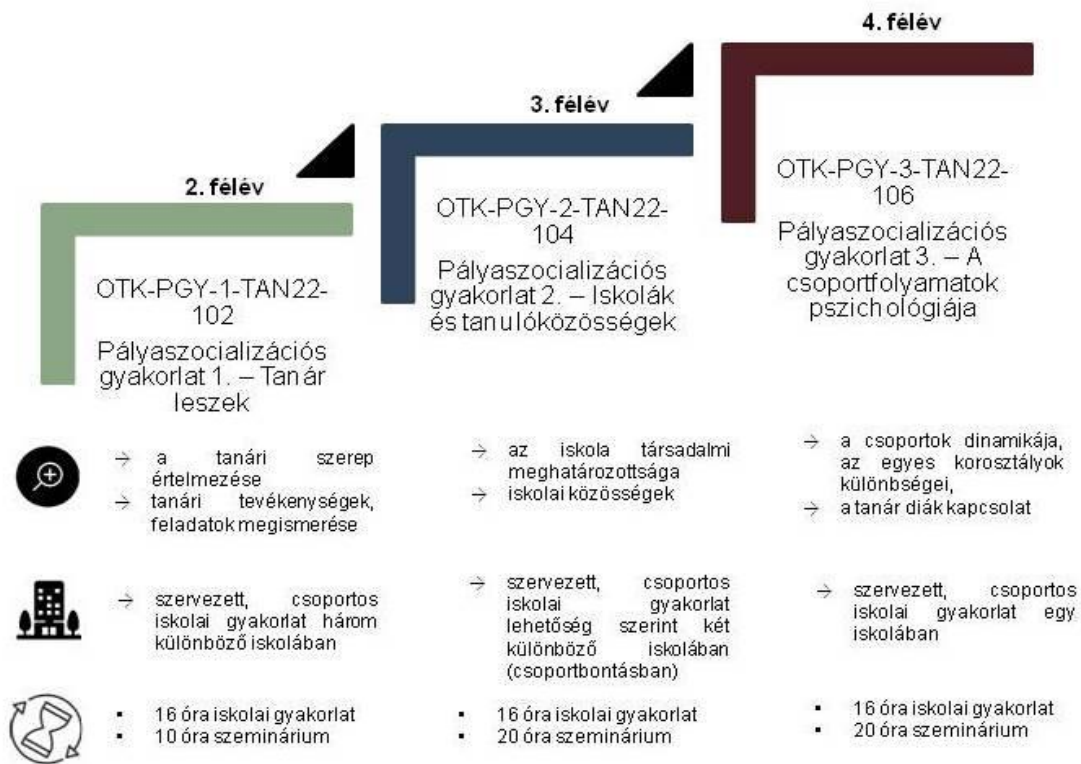 2. félév
OTK-PGY-1-TAN22-
102
Pályaszocializációs
gyakorlat 1. – Tanár
leszek
3. félév
OTK-PGY-2-TAN22-
104
Pályaszocializációs
gyakorlat 2. – Iskolák
és tanulóközösségek
4. félév
OTK-PGY-3-TAN22-
106
Pályaszocializációs
gyakorlat 3. – A
csoportfolyamatok
pszichológiája
→ a tanári szerep
értelmezése
→ tanári tevékenységek,
feladatok megismerése
→ az iskola társadalmi
meghatározottsága
→ iskolai közösségek
→ a csoportok dinamikája,
az egyes korosztályok
különbségei,
→ a tanár diák kapcsolat
→ szervezett, csoportos
iskolai gyakorlat három
különböző iskolában
→ szervezett, csoportos
iskolai gyakorlat
lehetőség szerint két
különböző iskolában
(csoportbontásban)
→ szervezett, csoportos
iskolai gyakorlat egy
iskolában
▪ 16 óra iskolai gyakorlat
▪ 10 óra szeminárium
▪ 16 óra iskolai gyakorlat
▪ 20 óra szeminárium
▪ 16 óra iskolai gyakorlat
▪ 20 óra szeminárium